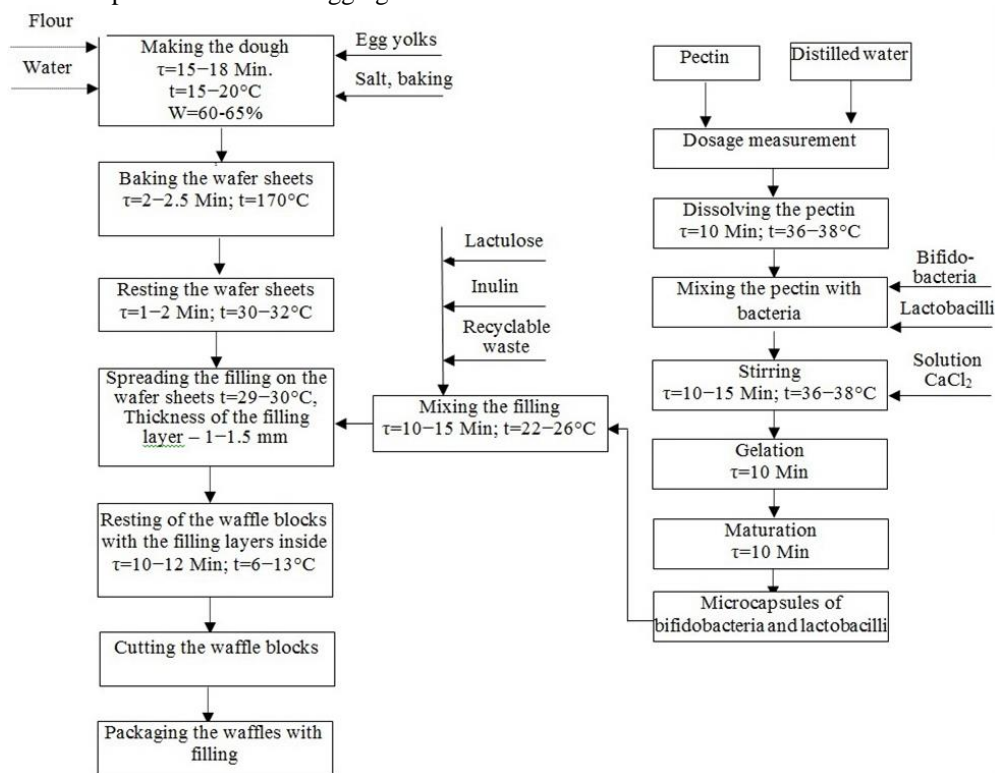 Flour
Water
Making the dough
τ=15−18 Min.
t=15−20°C
W=60-65%
Egg yolks
Salt, baking
Baking the wafer sheets
τ=2−2.5 Min; t=170°C
Resting the wafer sheets
τ=1−2 Min; t=30−32°C
Spreading the filling on the
wafer sheets t=29−30°C,
Thickness of the filling
layer – 1−1.5 mm
Resting of the waffle blocks
with the filling layers inside
τ=10−12 Min; t=6−13°C
Cutting the waffle blocks
Packaging the waffles with
filling
Lactulose
Inulin
Recyclable
waste
Mixing the filling
τ=10−15 Min; t=22−26°C
Pectin
Distilled water
Dosage measurement
Dissolving the pectin
τ=10 Min; t=36−38°C
Mixing the pectin with
bacteria
Bifido-
bacteria
Lactobacilli
Stirring
τ=10−15 Min; t=36−38°C
Solution
CaCl₂
Gelation
τ=10 Min
Maturation
τ=10 Min
Microcapsules of
bifidobacteria and lactobacilli